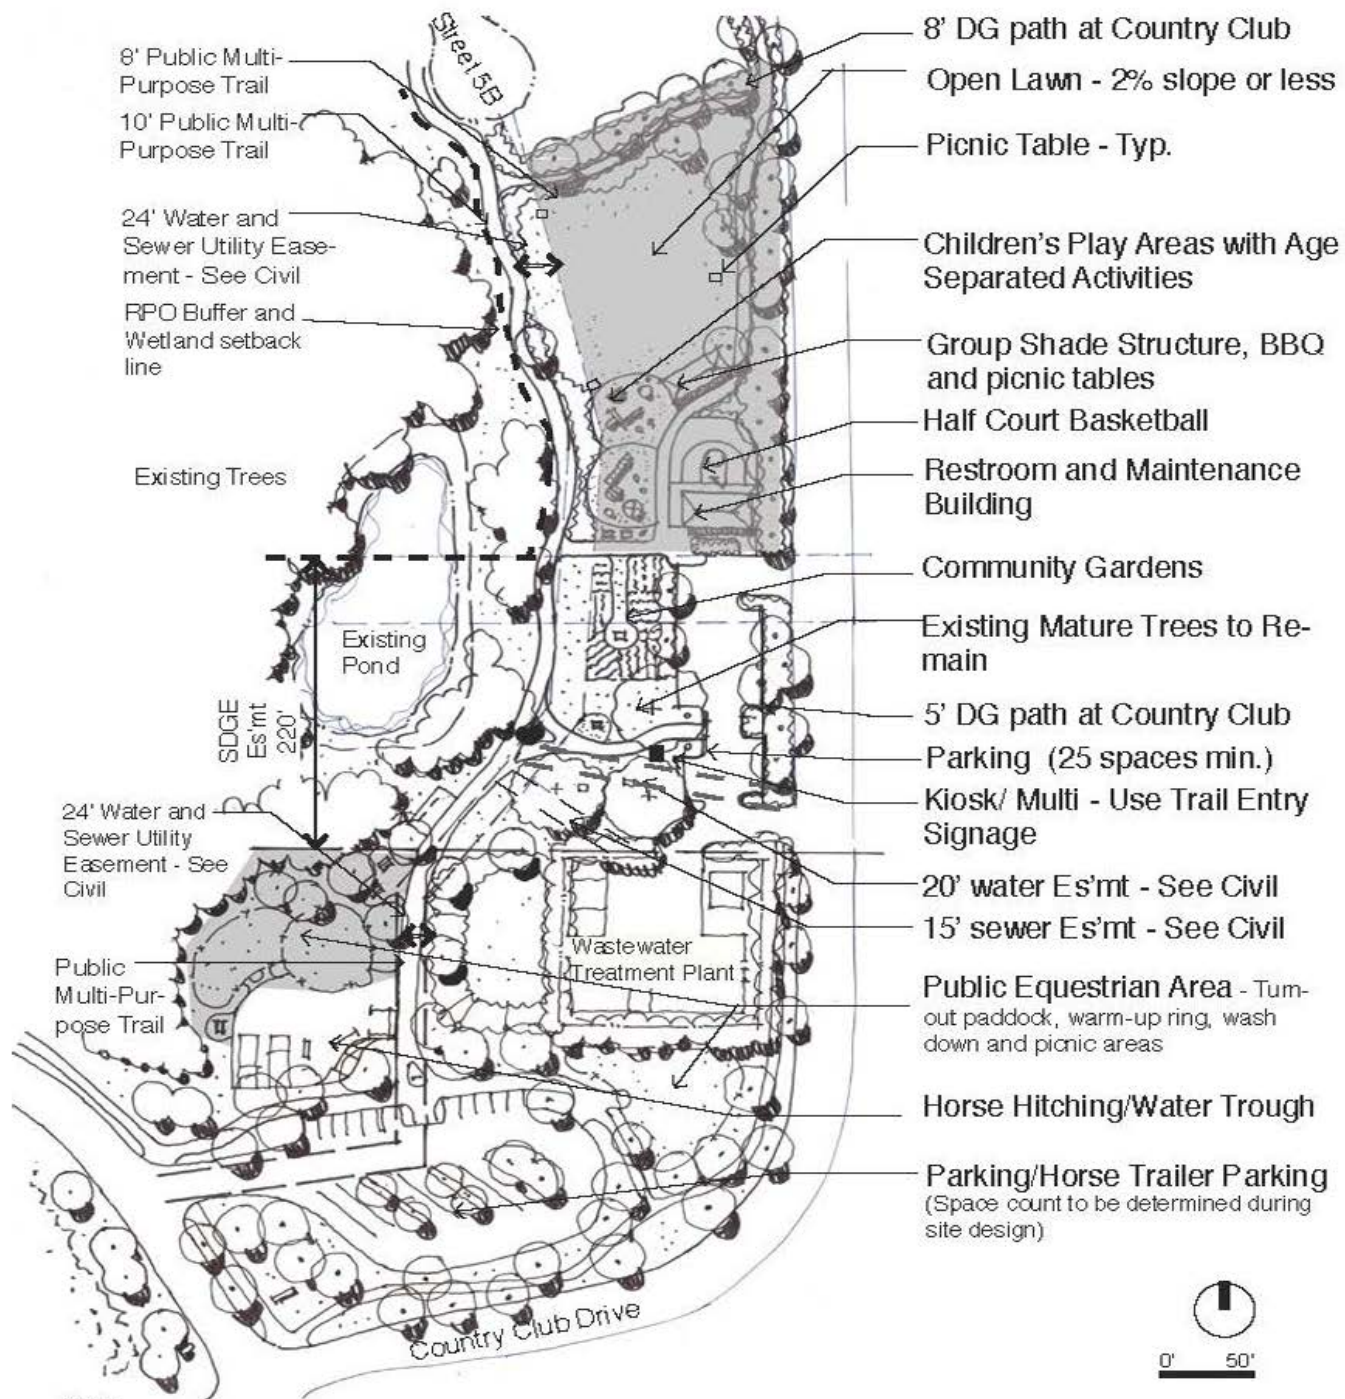 Street 5B
8' Public Multi-
Purpose Trail
10' Public Multi-
Purpose Trail
24' Water and
Sewer Utility Ease-
ment - See Civil
RPO Buffer and
Wetland setback
line
Existing Trees
Existing
Pond
SDGE
Es'mt
220'
24' Water and
Sewer Utility
Easement - See
Civil
Public
Multi-Pur-
pose Trail
Wastewater
Treatment Plant
Country Club Drive
8' DG path at Country Club
Open Lawn - 2% slope or less
Picnic Table - Typ.
Children's Play Areas with Age
Separated Activities
Group Shade Structure, BBQ
and picnic tables
Half Court Basketball
Restroom and Maintenance
Building
Community Gardens
Existing Mature Trees to Re-
main
5' DG path at Country Club
Parking (25 spaces min.)
Kiosk/ Multi - Use Trail Entry
Signage
20' water Es'mt - See Civil
15' sewer Es'mt - See Civil
Public Equestrian Area - Turn-
out paddock, warm-up ring, wash
down and picnic areas
Horse Hitching/Water Trough
Parking/Horse Trailer Parking
(Space count to be determined during
site design)
0' 50'